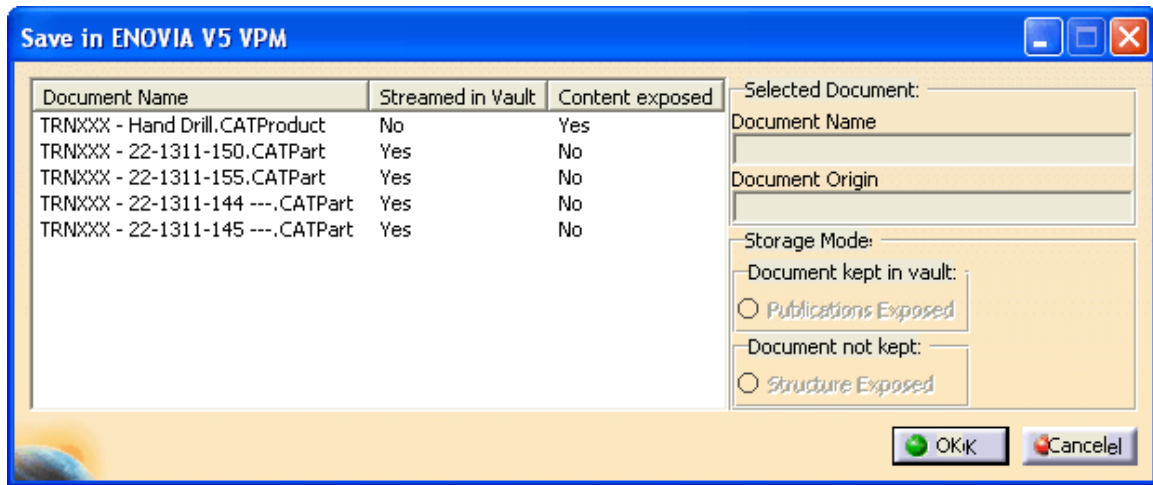 Save in ENOVIA V5 VPM
Document Name Streamed in Vault Content exposed
TRNXXX - Hand Drill.CATProduct No Yes
TRNXXX - 22-1311-150.CATPart Yes No
TRNXXX - 22-1311-155.CATPart Yes No
TRNXXX - 22-1311-144 ---.CATPart Yes No
TRNXXX - 22-1311-145 ---.CATPart Yes No
Selected Document:
Document Name
Document Origin
Storage Mode:
Document kept in vault:
Publications Exposed
Document not kept:
Structure Exposed
OKK Cancelel